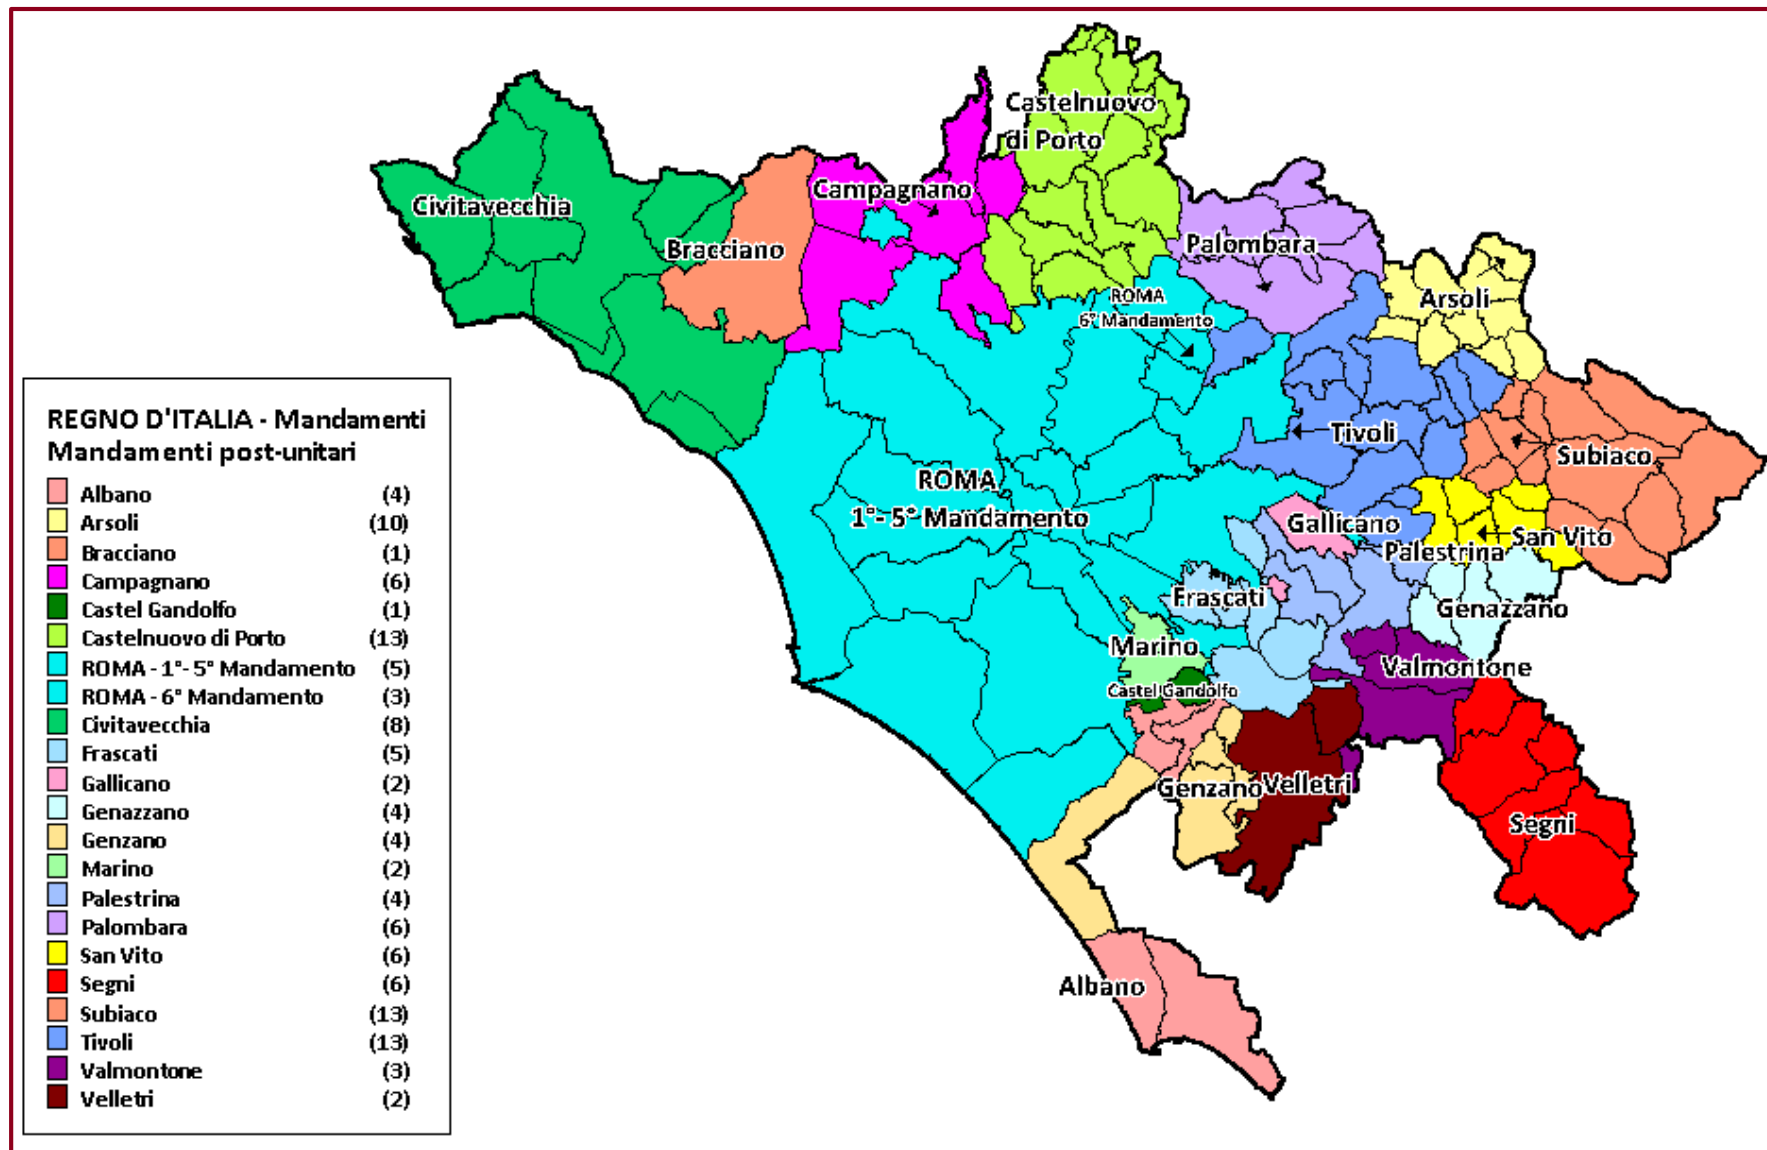 Castelnuovo
di Porto
Civitavecchia
Campagnano
Bracciano
Palombara
Arsoli
ROMA
6° Mandamento
Tivoli
Subiaco
ROMA
1°- 5° Mandamento
Gallicano
San Vito
Palestrina
Frascati
Genazzano
Marino
Valmontone
Castel Gandolfo
Genzano
Velletri
Segni
Albano
REGNO D'ITALIA - Mandamenti
Mandamenti post-unitari
Albano (4)
Arsoli (10)
Bracciano (1)
Campagnano (6)
Castel Gandolfo (1)
Castelnuovo di Porto (13)
ROMA - 1°- 5° Mandamento (5)
ROMA - 6° Mandamento (3)
Civitavecchia (8)
Frascati (5)
Gallicano (2)
Genazzano (4)
Genzano (4)
Marino (2)
Palestrina (4)
Palombara (6)
San Vito (6)
Segni (6)
Subiaco (13)
Tivoli (13)
Valmontone (3)
Velletri (2)